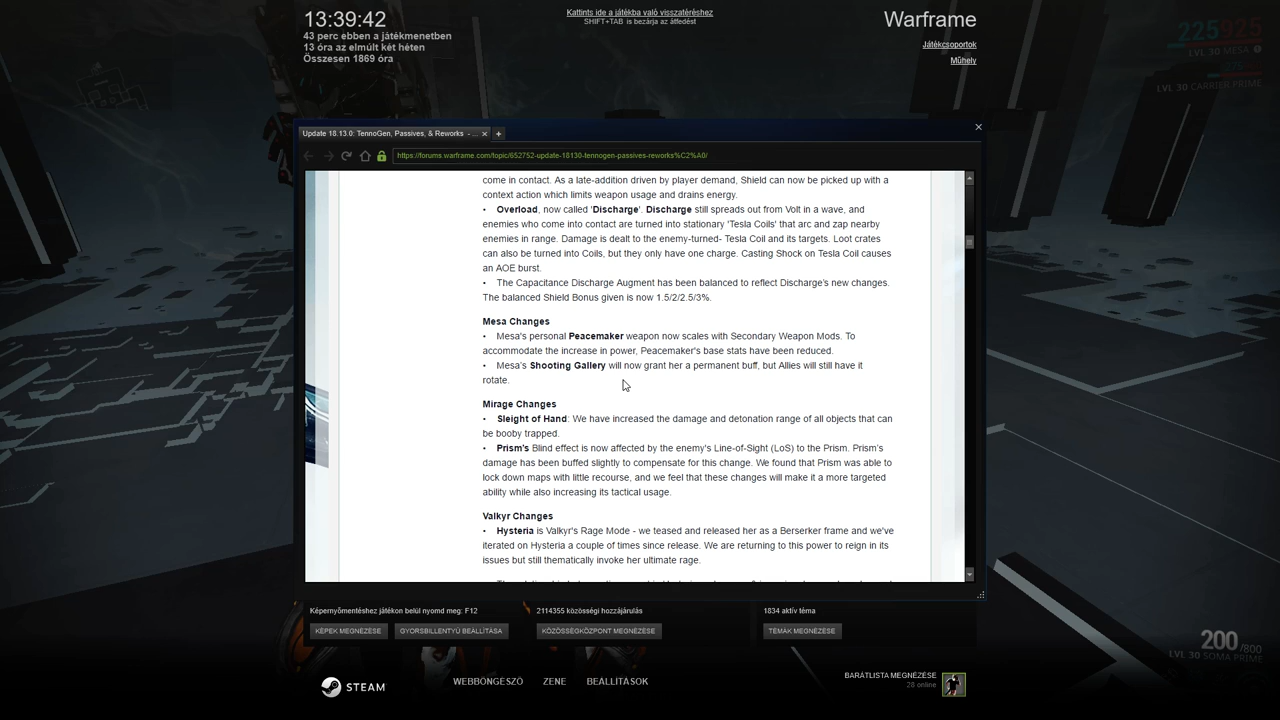 13:39:42
43 perc ebben a játékmenetben
13 óra az elmúlt két héten
Összesen 1869 óra
Kattints ide a játékba való visszatéréshez
SHIFT+TAB is bezárja az átfedést
Warframe
Játékcsoportok
Műhely
225 925
LVL 30 MESA
LVL 30 CARRIER PRIME
Update 18.13.0: TennoGen, Passives, & Reworks - ...
https://forums.warframe.com/topic/652752-update-18130-tennogen-passives-reworks%C2%A0/
come in contact. As a late-addition driven by player demand, Shield can now be picked up with a
context action which limits weapon usage and drains energy.
• Overload, now called 'Discharge'. Discharge still spreads out from Volt in a wave, and
enemies who come into contact are turned into stationary 'Tesla Coils' that arc and zap nearby
enemies in range. Damage is dealt to the enemy-turned- Tesla Coil and its targets. Loot crates
can also be turned into Coils, but they only have one charge. Casting Shock on Tesla Coil causes
an AOE burst.
• The Capacitance Discharge Augment has been balanced to reflect Discharge's new changes.
The balanced Shield Bonus given is now 1.5/2/2.5/3%.
Mesa Changes
• Mesa's personal Peacemaker weapon now scales with Secondary Weapon Mods. To
accommodate the increase in power, Peacemaker's base stats have been reduced.
• Mesa's Shooting Gallery will now grant her a permanent buff, but Allies will still have it
rotate.
Mirage Changes
• Sleight of Hand: We have increased the damage and detonation range of all objects that can
be booby trapped.
• Prism's Blind effect is now affected by the enemy's Line-of-Sight (LoS) to the Prism. Prism's
damage has been buffed slightly to compensate for this change. We found that Prism was able to
lock down maps with little recourse, and we feel that these changes will make it a more targeted
ability while also increasing its tactical usage.
Valkyr Changes
• Hysteria is Valkyr's Rage Mode - we teased and released her as a Berserker frame and we've
iterated on Hysteria a couple of times since release. We are returning to this power to reign in its
issues but still thematically invoke her ultimate rage.
Képernyőmentéshez játékon belül nyomd meg: F12
2114355 közösségi hozzájárulás
1834 aktív téma
KÉPEK MEGNÉZÉSE
GYORSBILLENTYŰ BEÁLLÍTÁSA
KÖZÖSSÉGKÖZPONT MEGNÉZÉSE
TÉMÁK MEGNÉZÉSE
200/800
LVL 30 SOMA PRIME
STEAM
WEBBÖNGÉSZŐ
ZENE
BEÁLLÍTÁSOK
BARÁTLISTA MEGNÉZÉSE
28 online